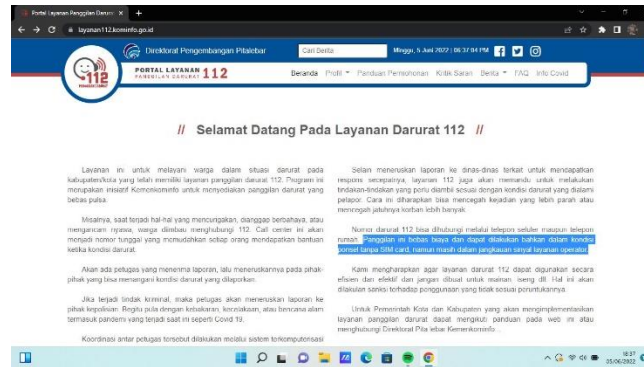 Portal Layanan Panggilan Darurat
layanan112.kominfo.go.id
Direktorat Pengembangan Pitalebar
Cari Berita
Minggu, 5 Juni 2022 | 06:37:04 PM
112
PORTAL LAYANAN
PANGGILAN DARURAT 112
Beranda Profil Panduan Permohonan Kritik Saran Berita FAQ Info Covid
// Selamat Datang Pada Layanan Darurat 112 //
Layanan ini untuk melayani warga dalam situasi darurat pada
kabupaten/kota yang telah memiliki layanan panggilan darurat 112. Program ini
merupakan inisiatif Kemenkominfo untuk menyediakan panggilan darurat yang
bebas pulsa.
Misalnya, saat terjadi hal-hal yang mencurigakan, dianggap berbahaya, atau
mengancam nyawa, warga diimbau menghubungi 112. Call center ini akan
menjadi nomor tunggal yang memudahkan setiap orang mendapatkan bantuan
ketika kondisi darurat.
Akan ada petugas yang menerima laporan, lalu meneruskannya pada pihak-
pihak yang bisa menangani kondisi darurat yang dilaporkan.
Jika terjadi tindak kriminal, maka petugas akan meneruskan laporan ke
pihak kepolisian. Begitu pula dengan kebakaran, kecelakaan, atau bencana alam
termasuk pandemi yang terjadi saat ini seperti Covid 19.
Koordinasi antar petugas tersebut dilakukan melalui sistem terkomputerisasi
Selain meneruskan laporan ke dinas-dinas terkait untuk mendapatkan
respons secepatnya, layanan 112 juga akan memandu untuk melakukan
tindakan-tindakan yang perlu diambil sesuai dengan kondisi darurat yang dialami
pelapor. Cara ini diharapkan bisa mencegah kejadian yang lebih parah atau
mencegah jatuhnya korban lebih banyak.
Nomor darurat 112 bisa dihubungi melalui telepon seluler maupun telepon
rumah. Panggilan ini bebas biaya dan dapat dilakukan bahkan dalam kondisi
ponsel tanpa SIM card, namun masih dalam jangkauan sinyal layanan operator.
Kami mengharapkan agar layanan darurat 112 dapat digunakan secara
efisien dan efektif dan jangan dibuat untuk mainan, iseng dll. Hal ini akan
dilakukan sanksi terhadap penggunaan yang tidak sesuai peruntukannya.
Untuk Pemerintah Kota dan Kabupaten yang akan mengimplementasikan
layanan panggilan darurat dapat mengikuti panduan pada web ini atau
menghubungi Direktorat Pita lebar Kemenkominfo.
18:37
05/06/2022